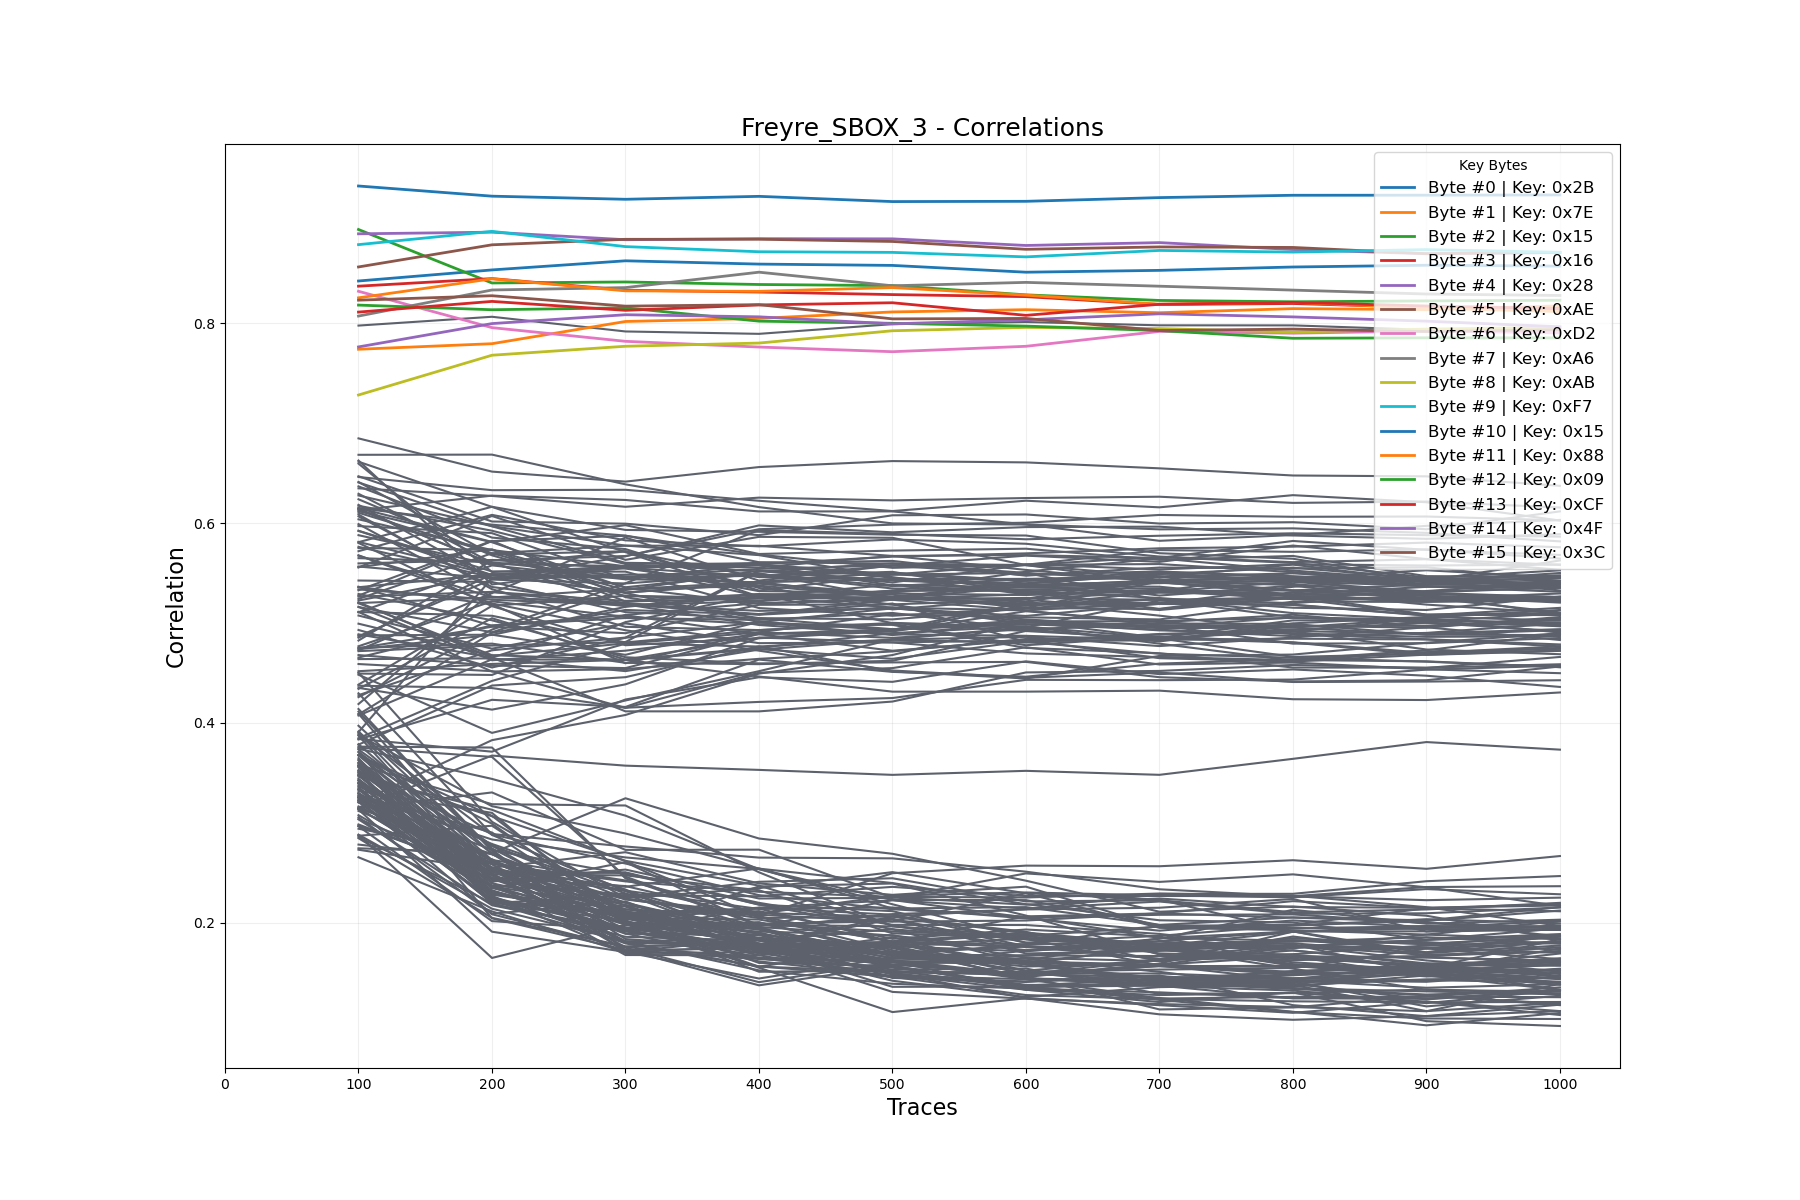 Freyre_SBOX_3 - Correlations
Key Bytes
Byte #0 | Key: 0x2B
Byte #1 | Key: 0x7E
Byte #2 | Key: 0x15
Byte #3 | Key: 0x16
Byte #4 | Key: 0x28
Byte #5 | Key: 0xAE
Byte #6 | Key: 0xD2
Byte #7 | Key: 0xA6
Byte #8 | Key: 0xAB
Byte #9 | Key: 0xF7
Byte #10 | Key: 0x15
Byte #11 | Key: 0x88
Byte #12 | Key: 0x09
Byte #13 | Key: 0xCF
Byte #14 | Key: 0x4F
Byte #15 | Key: 0x3C
0.8
0.6
0.4
0.2
Correlation
0 100 200 300 400 500 600 700 800 900 1000
Traces